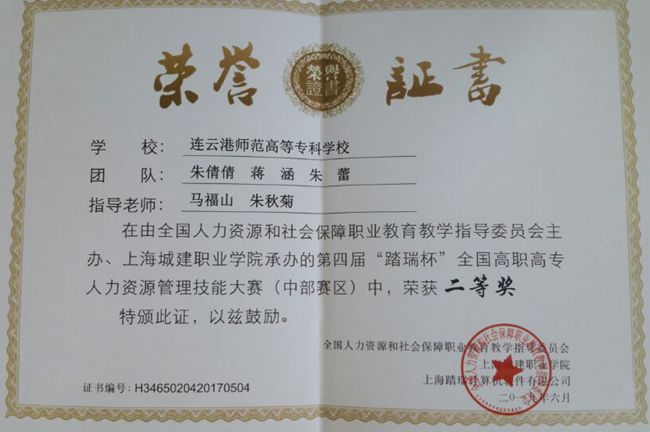 荣誉 證書
榮譽證書
学 校： 连云港师范高等专科学校
团 队： 朱倩倩 蒋 涵 朱 蕾
指导老师： 马福山 朱秋菊
在由全国人力资源和社会保障职业教育教学指导委员会主
办、上海城建职业学院承办的第四届“踏瑞杯”全国高职高专
人力资源管理技能大赛（中部赛区）中，荣获 二等奖
特颁此证，以兹鼓励。
全国人力资源和社会保障职业教育教学指导委员会
上海城建职业学院
上海踏瑞计算机软件有限公司
二〇一九年六月
证书编号：H3465020420170504